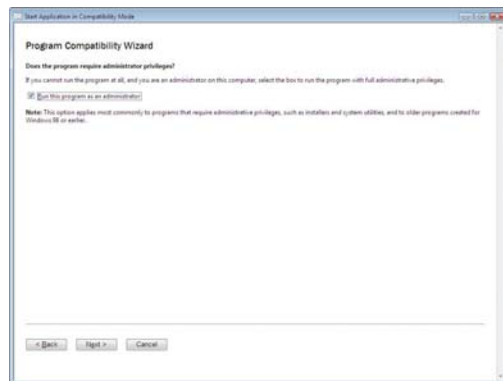 Start Application in Compatibility Mode
Program Compatibility Wizard
Does the program require administrator privileges?
If you cannot run the program at all, and you are an administrator on this computer, select the box to run the program with full administrative privileges.
Run this program as an administrator
Note: This option applies most commonly to programs that require administrative privileges, such as installers and system utilities, and to older programs created for
Windows 98 or earlier.
< Back Next > Cancel